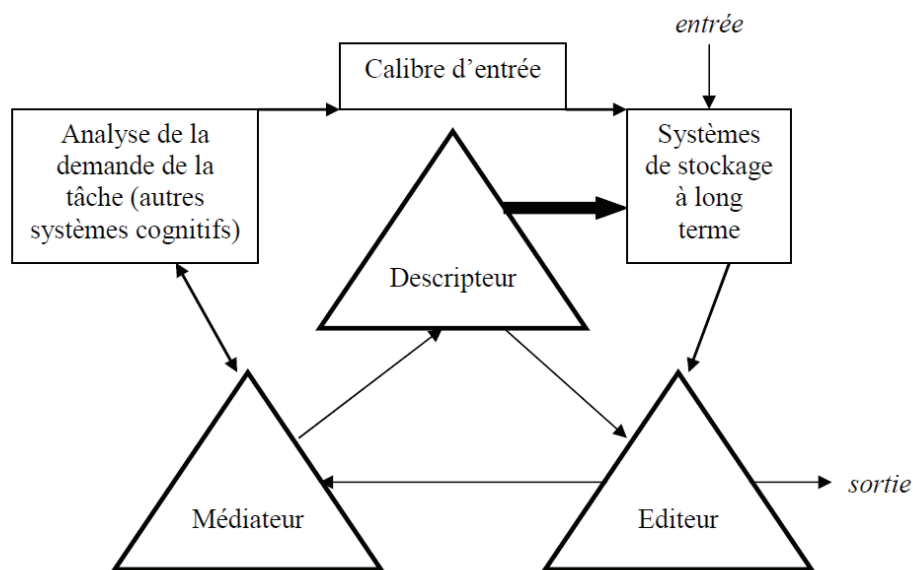 entrée
Calibre d’entrée
Analyse de la
demande de la
tâche (autres
systèmes cognitifs)
Systèmes
de stockage
à long
terme
Descripteur
Médiateur
Editeur
sortie